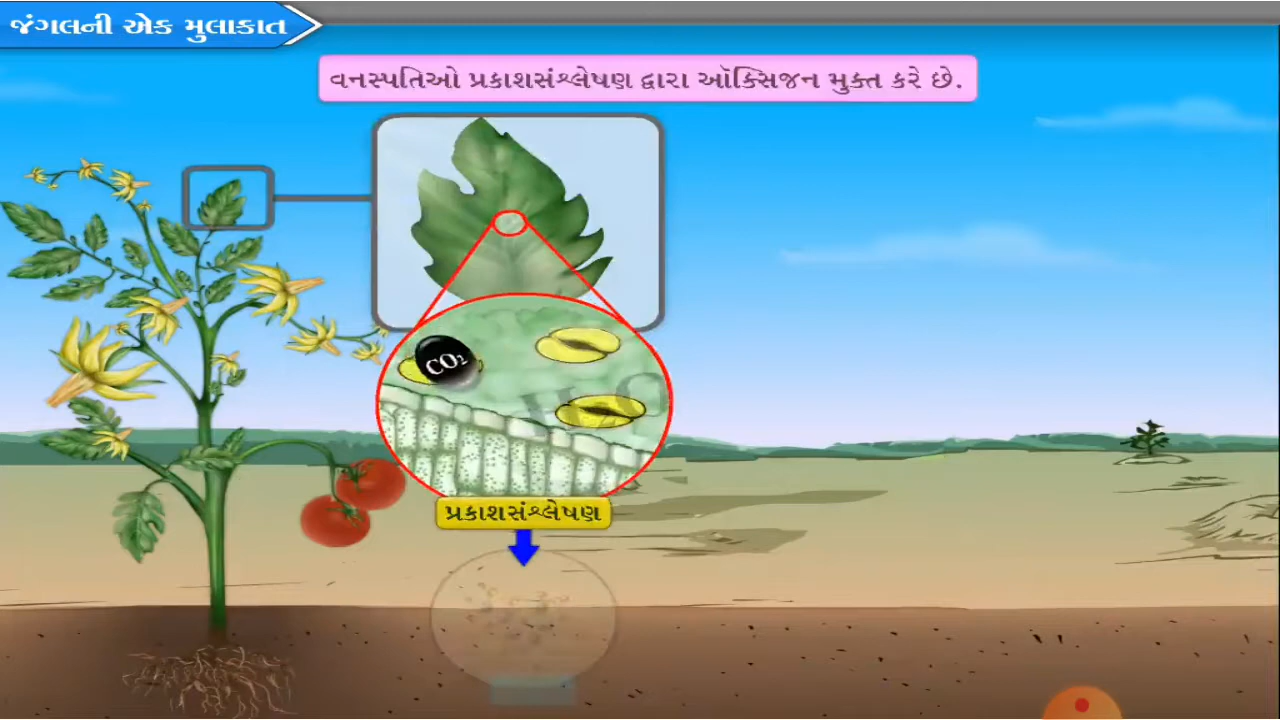 જંગલની એક મુલાકાત
વનસ્પતિઓ પ્રકાશસંશ્લેષણ દ્વારા ઑક્સિજન મુક્ત કરે છે.
CO₂
પ્રકાશસંશ્લેષણ